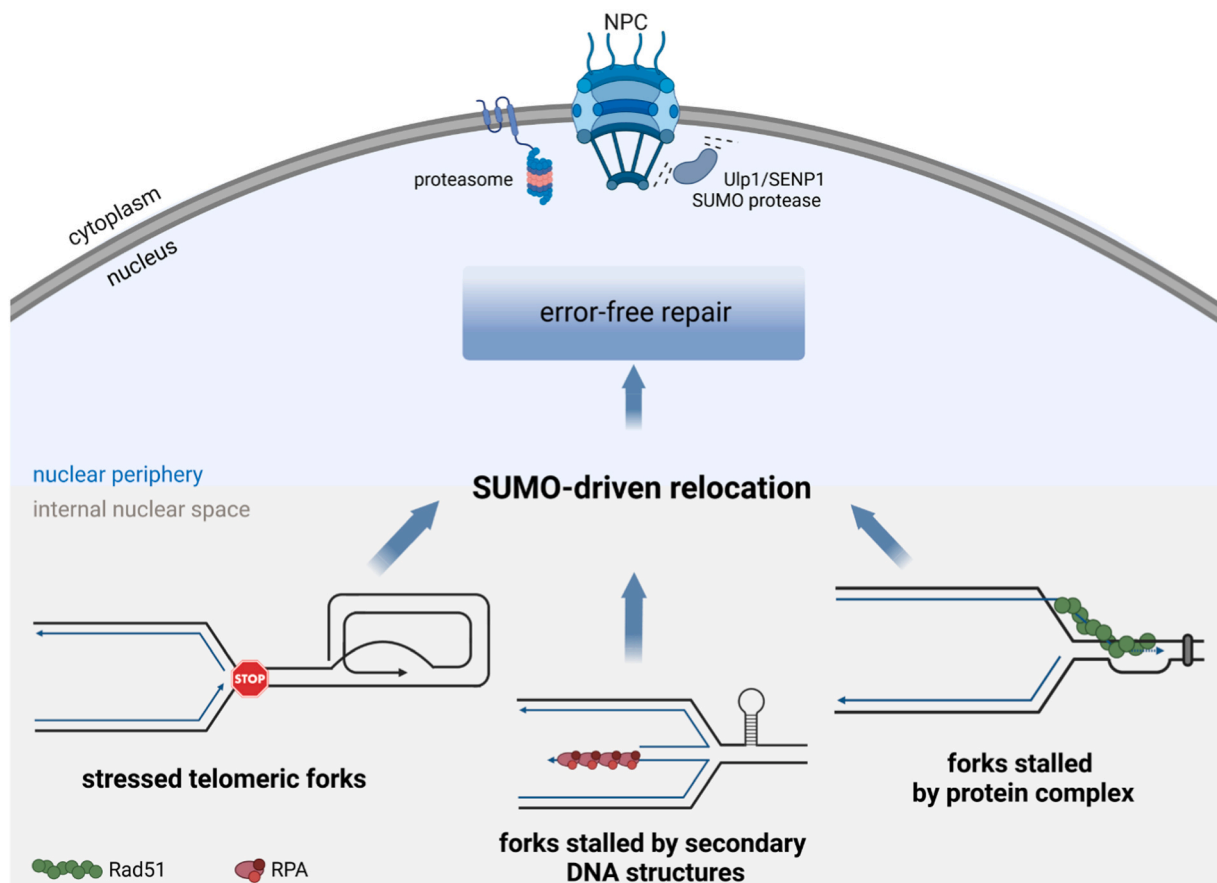 NPC
proteasome
Ulp1/SENP1
SUMO protease
cytoplasm
nucleus
error-free repair
nuclear periphery
internal nuclear space
SUMO-driven relocation
STOP
stressed telomeric forks
forks stalled by secondary
DNA structures
forks stalled
by protein complex
Rad51
RPA